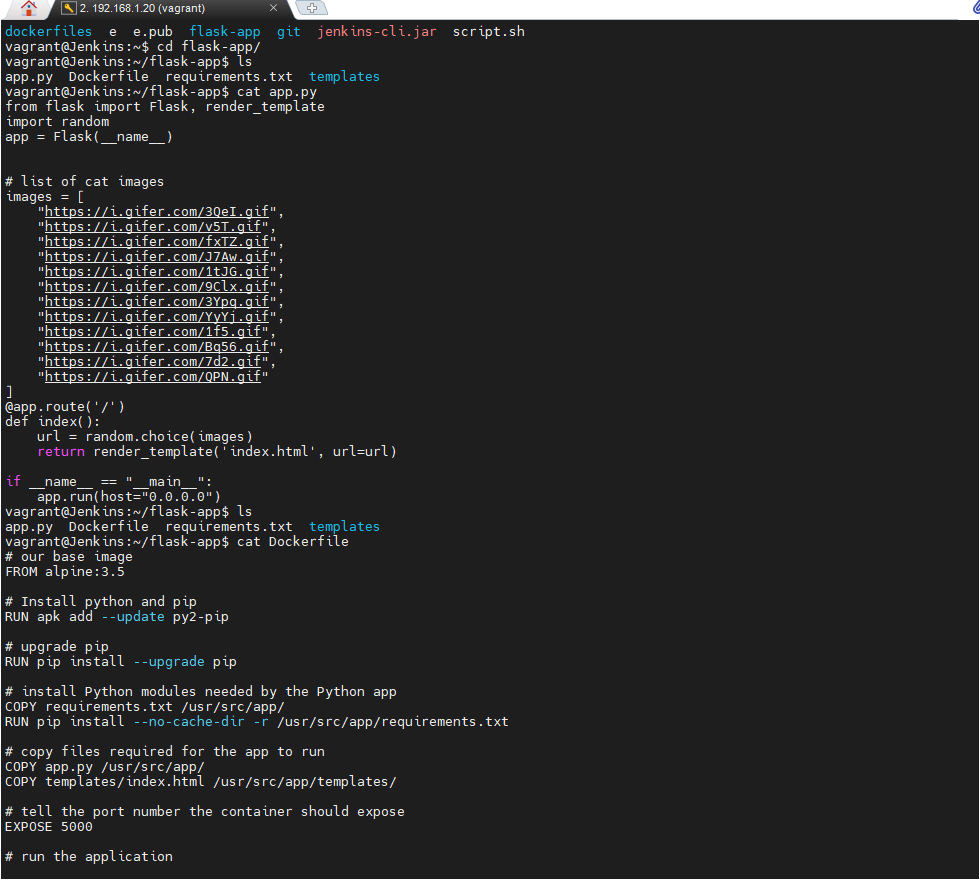 2. 192.168.1.20 (vagrant)
dockerfiles  e  e.pub  flask-app  git  jenkins-cli.jar  script.sh
vagrant@Jenkins:~$ cd flask-app/
vagrant@Jenkins:~/flask-app$ ls
app.py  Dockerfile  requirements.txt  templates
vagrant@Jenkins:~/flask-app$ cat app.py
from flask import Flask, render_template
import random
app = Flask(__name__)
# list of cat images
images = [
    "https://i.gifer.com/3QeI.gif",
    "https://i.gifer.com/v5T.gif",
    "https://i.gifer.com/fxTZ.gif",
    "https://i.gifer.com/J7Aw.gif",
    "https://i.gifer.com/1tJG.gif",
    "https://i.gifer.com/9Clx.gif",
    "https://i.gifer.com/3Ypq.gif",
    "https://i.gifer.com/YyYj.gif",
    "https://i.gifer.com/1f5.gif",
    "https://i.gifer.com/Bq56.gif",
    "https://i.gifer.com/7d2.gif",
    "https://i.gifer.com/QPN.gif"
]
@app.route('/')
def index():
    url = random.choice(images)
    return render_template('index.html', url=url)
if __name__ == "__main__":
    app.run(host="0.0.0.0")
vagrant@Jenkins:~/flask-app$ ls
app.py  Dockerfile  requirements.txt  templates
vagrant@Jenkins:~/flask-app$ cat Dockerfile
# our base image
FROM alpine:3.5
# Install python and pip
RUN apk add --update py2-pip
# upgrade pip
RUN pip install --upgrade pip
# install Python modules needed by the Python app
COPY requirements.txt /usr/src/app/
RUN pip install --no-cache-dir -r /usr/src/app/requirements.txt
# copy files required for the app to run
COPY app.py /usr/src/app/
COPY templates/index.html /usr/src/app/templates/
# tell the port number the container should expose
EXPOSE 5000
# run the application